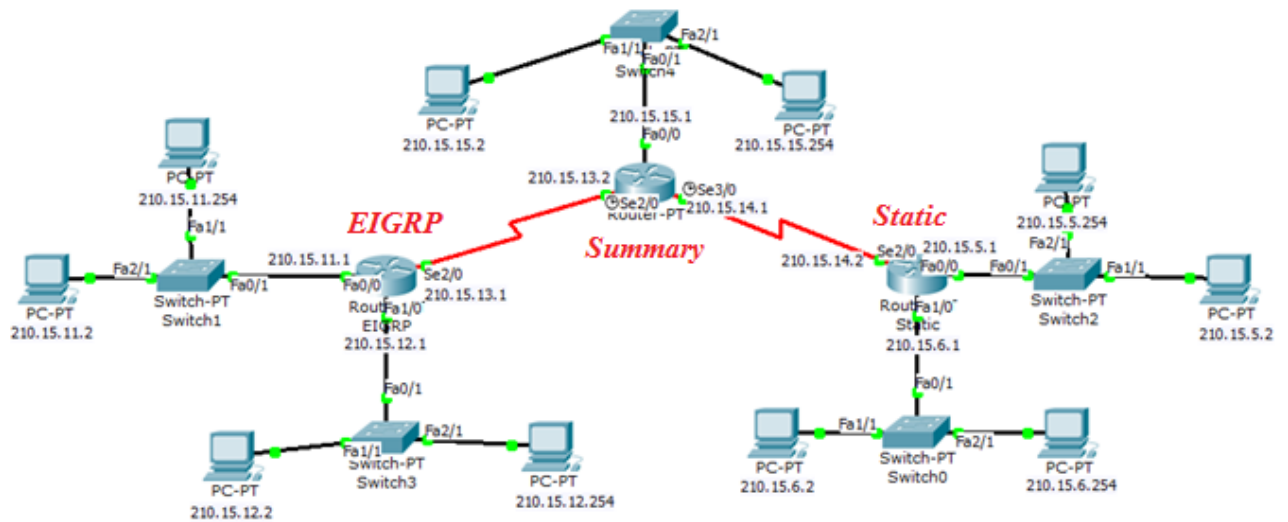 Fa1/1
Fa2/1
Fa0/1
Switch4
PC-PT
210.15.15.2
210.15.15.1
PC-PT
210.15.15.254
Fa0/0
210.15.13.2
Se2/0
Router-PT
Se3/0
210.15.14.1
EIGRP
Summary
Static
PC-PT
210.15.11.254
Fa1/1
PC-PT
210.15.11.2
Fa2/1
Fa0/1
Switch-PT
Switch1
210.15.11.1
Fa0/0
Se2/0
210.15.13.1
Fa1/0
EIGRP
210.15.12.1
Fa0/1
Fa1/1
Fa2/1
Switch-PT
Switch3
PC-PT
210.15.12.2
PC-PT
210.15.12.254
PC-PT
210.15.5.254
Fa2/1
210.15.14.2
Se2/0
210.15.5.1
Fa0/0
Fa0/1
Fa1/1
Switch-PT
Switch2
PC-PT
210.15.5.2
Fa1/0
Static
210.15.6.1
Fa0/1
Fa1/1
Fa2/1
Switch-PT
Switch0
PC-PT
210.15.6.2
PC-PT
210.15.6.254